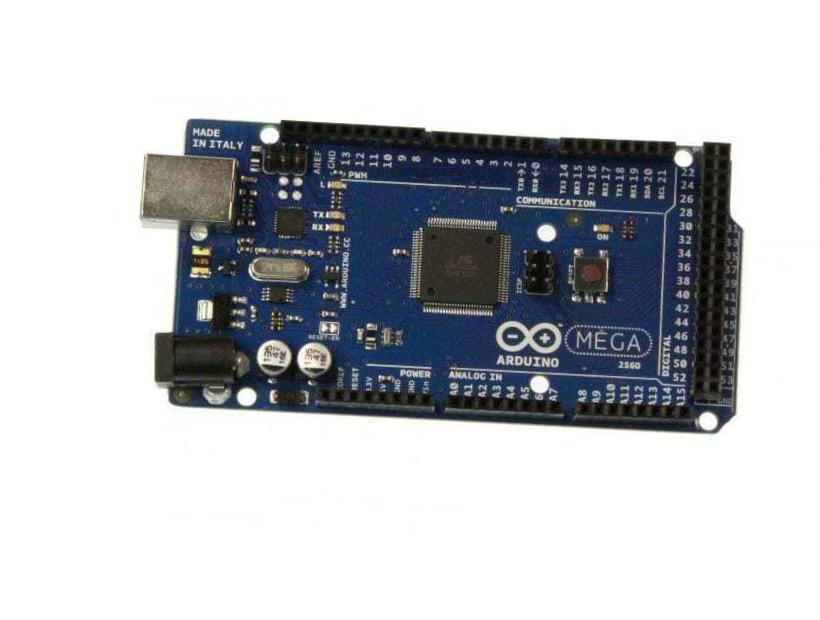 MADE
IN ITALY
AREF
GND
13
12
11
10
9
8
7
6
5
4
3
2
TX0→1
RX0←0
TX3 14
RX3 15
TX2 16
RX2 17
TX1 18
RX1 19
SDA 20
SCL 21
PWM
L
COMMUNICATION
TX
RX
ON
22
24
26
28
30
32
34
36
38
40
42
44
46
48
50
52
WWW.ARDUINO.CC
ICSP
RESET-EN
ARDUINO
MEGA
2560
DIGITAL
POWER
ANALOG IN
IOREF
RESET
3V3
5V
GND
GND
Vin
A0
A1
A2
A3
A4
A5
A7
A8
A9
A10
A11
A12
A13
A14
A15